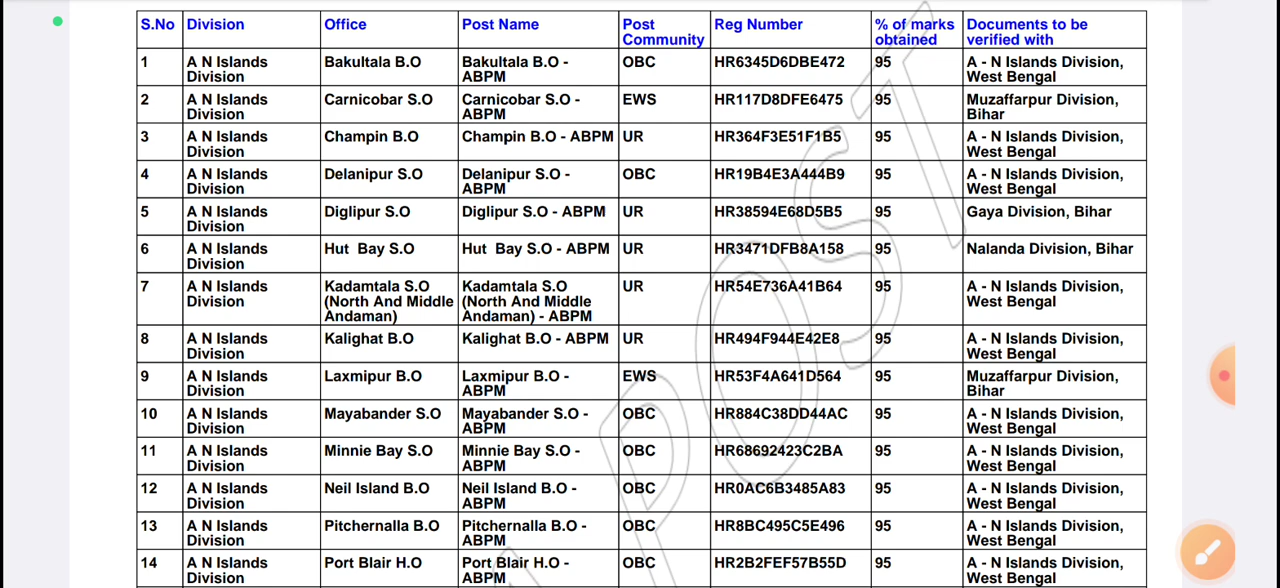 S.No Division Office Post Name Post Community Reg Number % of marks obtained Documents to be verified with
1 A N Islands Division Bakultala B.O Bakultala B.O - ABPM OBC HR6345D6DBE472 95 A - N Islands Division, West Bengal
2 A N Islands Division Carnicobar S.O Carnicobar S.O - ABPM EWS HR117D8DFE6475 95 Muzaffarpur Division, Bihar
3 A N Islands Division Champin B.O Champin B.O - ABPM UR HR364F3E51F1B5 95 A - N Islands Division, West Bengal
4 A N Islands Division Delanipur S.O Delanipur S.O - ABPM OBC HR19B4E3A444B9 95 A - N Islands Division, West Bengal
5 A N Islands Division Diglipur S.O Diglipur S.O - ABPM UR HR38594E68D5B5 95 Gaya Division, Bihar
6 A N Islands Division Hut Bay S.O Hut Bay S.O - ABPM UR HR3471DFB8A158 95 Nalanda Division, Bihar
7 A N Islands Division Kadamtala S.O (North And Middle Andaman) Kadamtala S.O (North And Middle Andaman) - ABPM UR HR54E736A41B64 95 A - N Islands Division, West Bengal
8 A N Islands Division Kalighat B.O Kalighat B.O - ABPM UR HR494F944E42E8 95 A - N Islands Division, West Bengal
9 A N Islands Division Laxmipur B.O Laxmipur B.O - ABPM EWS HR53F4A641D564 95 Muzaffarpur Division, Bihar
10 A N Islands Division Mayabander S.O Mayabander S.O - ABPM OBC HR884C38DD44AC 95 A - N Islands Division, West Bengal
11 A N Islands Division Minnie Bay S.O Minnie Bay S.O - ABPM OBC HR68692423C2BA 95 A - N Islands Division, West Bengal
12 A N Islands Division Neil Island B.O Neil Island B.O - ABPM OBC HR0AC6B3485A83 95 A - N Islands Division, West Bengal
13 A N Islands Division Pitchernalla B.O Pitchernalla B.O - ABPM OBC HR8BC495C5E496 95 A - N Islands Division, West Bengal
14 A N Islands Division Port Blair H.O Port Blair H.O - ABPM OBC HR2B2FEF57B55D 95 A - N Islands Division, West Bengal
POST